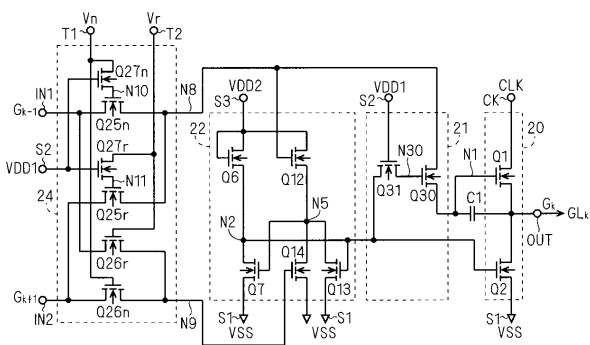 Vn Vr
T1 T2
IN1 Gk-1
Q27n
N10
Q25n
N8
S2
VDD1
Q27r
N11
24
Q25r
Q26r
Gk+1
IN2
Q26n
N9
VDD2
S3
22
Q6
Q12
N2
N5
Q7
Q14
Q13
S1 S1
VSS VSS
VDD1
S2
21
N30
Q31
Q30
CLK
CK
20
N1
Q1
C1
Gk
GLk
OUT
Q2
S1
VSS